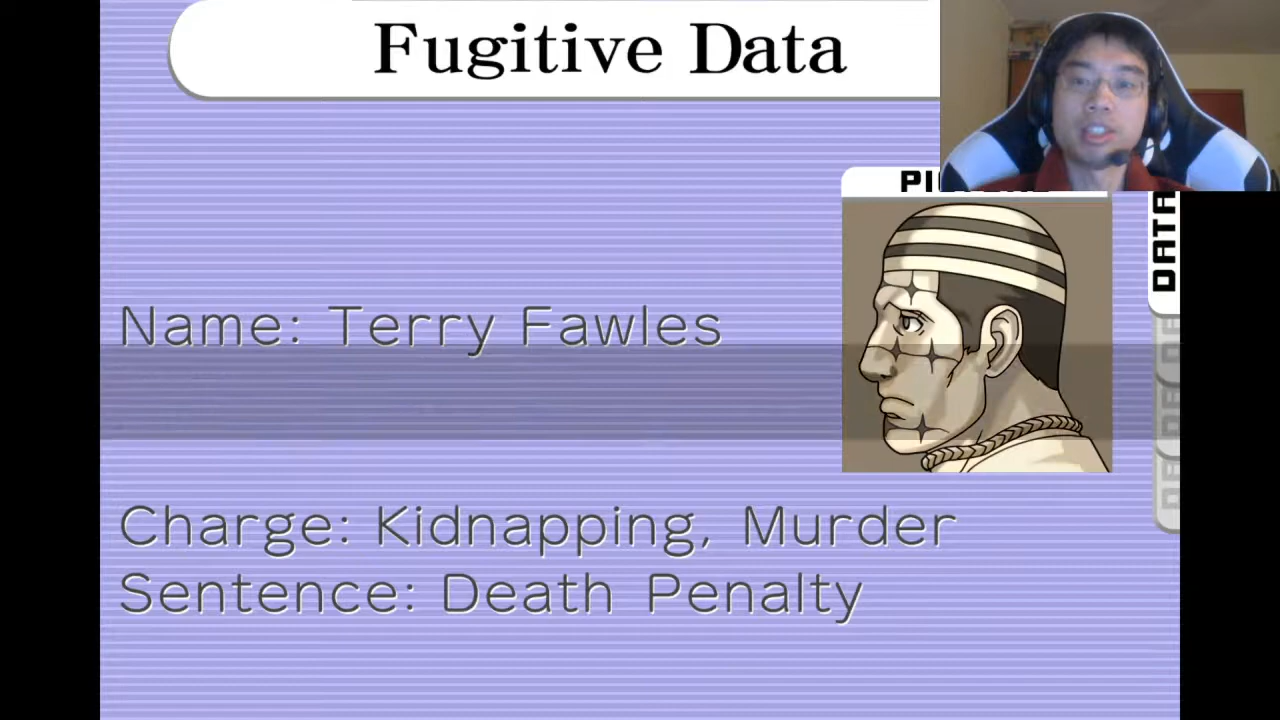 Fugitive Data
DATA
Name: Terry Fawles
Charge: Kidnapping, Murder
Sentence: Death Penalty